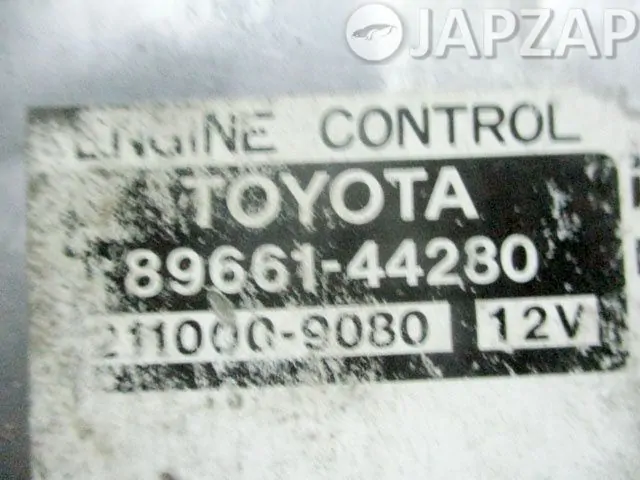 JAPZAP
ENGINE CONTROL
TOYOTA
89661-44280
211000-9080 12V